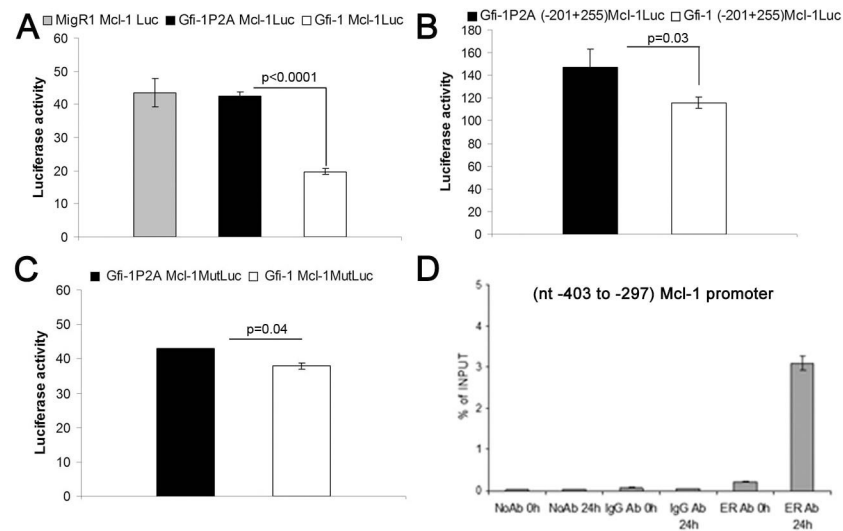 A
MigR1 Mcl-1 Luc Gfi-1P2A Mcl-1Luc Gfi-1 Mcl-1Luc
p<0.0001
Luciferase activity
60
50
40
30
20
10
0
B
Gfi-1P2A (-201+255)Mcl-1Luc Gfi-1 (-201+255)Mcl-1Luc
p=0.03
Luciferase activity
180
160
140
120
100
80
60
40
20
0
C
Gfi-1P2A Mcl-1MutLuc Gfi-1 Mcl-1MutLuc
p=0.04
Luciferase activity
60
50
40
30
20
10
0
D
(nt -403 to -297) Mcl-1 promoter
% of INPUT
5
4
3
2
1
0
NoAb 0h NoAb 24h IgG Ab 0h IgG Ab 24h ER Ab 0h ER Ab 24h